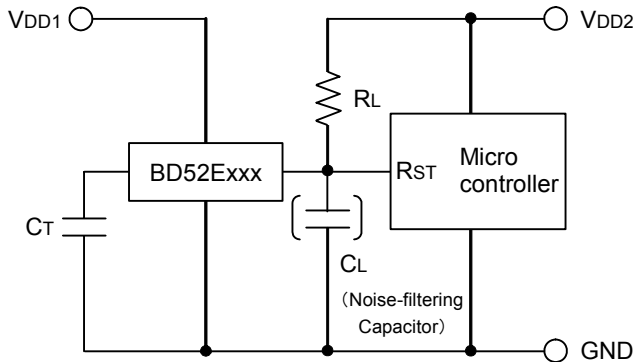 VDD1
VDD2
RL
BD52Exxx
RST
Micro
controller
CT
CL
(Noise-filtering
Capacitor)
GND